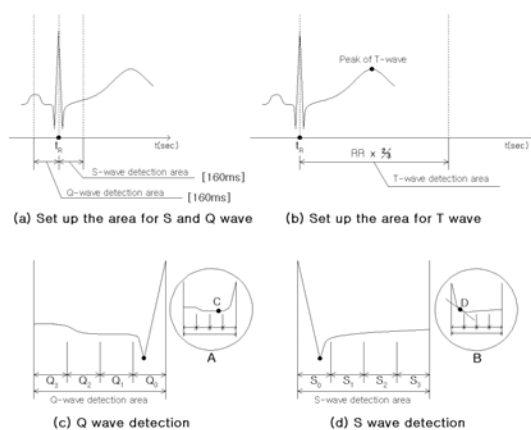 t(sec)
t_R
S-wave detection area [160ms]
Q-wave detection area [160ms]
(a) Set up the area for S and Q wave
Peak of T-wave
t(sec)
t_R
RR x 2/3
T-wave detection area
(b) Set up the area for T wave
C
A
Q3 Q2 Q1 Q0
Q-wave detection area
(c) Q wave detection
D
B
S0 S1 S2 S3
S-wave detection area
(d) S wave detection